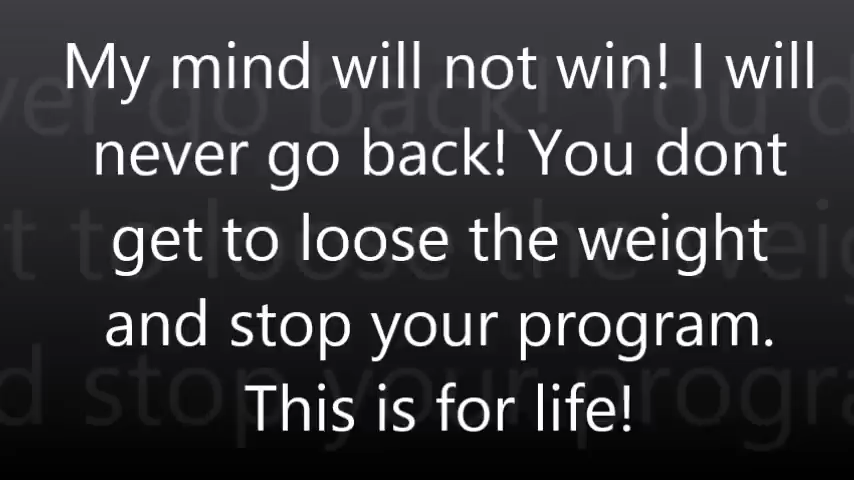 My mind will not win! I will
never go back! You dont
get to loose the weight
and stop your program.
This is for life!